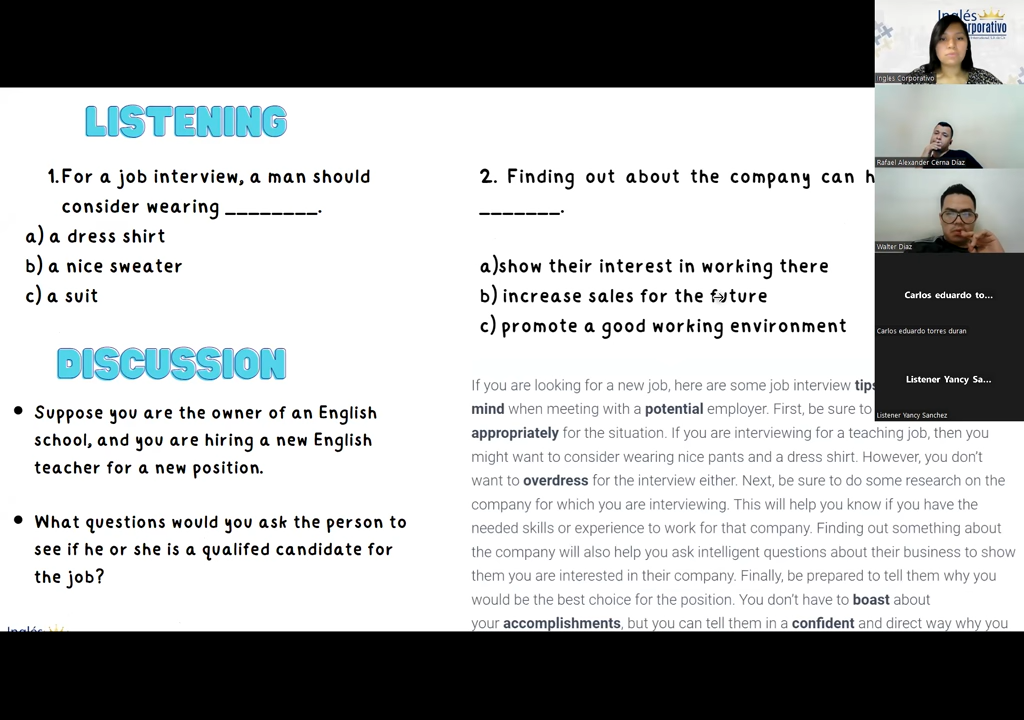 LISTENING
1.For a job interview, a man should
consider wearing ________.
a) a dress shirt
b) a nice sweater
c) a suit
DISCUSSION
Suppose you are the owner of an English
school, and you are hiring a new English
teacher for a new position.
What questions would you ask the person to
see if he or she is a qualifed candidate for
the job?
Inglés
2. Finding out about the company can
_______.
a)show their interest in working there
b) increase sales for the future
c) promote a good working environment
If you are looking for a new job, here are some job interview tips
mind when meeting with a potential employer. First, be sure to
appropriately for the situation. If you are interviewing for a teaching job, then you
might want to consider wearing nice pants and a dress shirt. However, you don't
want to overdress for the interview either. Next, be sure to do some research on the
company for which you are interviewing. This will help you know if you have the
needed skills or experience to work for that company. Finding out something about
the company will also help you ask intelligent questions about their business to show
them you are interested in their company. Finally, be prepared to tell them why you
would be the best choice for the position. You don't have to boast about
your accomplishments, but you can tell them in a confident and direct way why you
Inglés
Inglés Corporativo
Rafael Alexander Cerna Díaz
Walter Diaz
Carlos eduardo to...
Carlos eduardo torres duran
Listener Yancy Sa...
Listener Yancy Sanchez